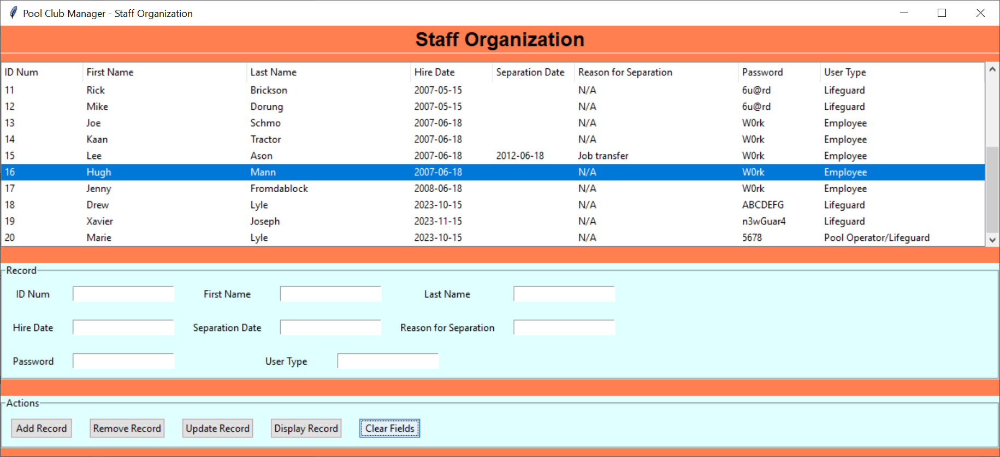 Pool Club Manager - Staff Organization
Staff Organization
ID Num First Name Last Name Hire Date Separation Date Reason for Separation Password User Type
11 Rick Brickson 2007-05-15 N/A 6u@rd Lifeguard
12 Mike Dorung 2007-05-15 N/A 6u@rd Lifeguard
13 Joe Schmo 2007-06-18 N/A W0rk Employee
14 Kaan Tractor 2007-06-18 N/A W0rk Employee
15 Lee Ason 2007-06-18 2012-06-18 Job transfer W0rk Employee
16 Hugh Mann 2007-06-18 N/A W0rk Employee
17 Jenny Fromdablock 2008-06-18 N/A W0rk Employee
18 Drew Lyle 2023-10-15 N/A ABCDEFG Lifeguard
19 Xavier Joseph 2023-11-15 N/A n3wGuar4 Lifeguard
20 Marie Lyle 2023-10-15 N/A 5678 Pool Operator/Lifeguard
Record
ID Num First Name Last Name
Hire Date Separation Date Reason for Separation
Password User Type
Actions
Add Record Remove Record Update Record Display Record Clear Fields